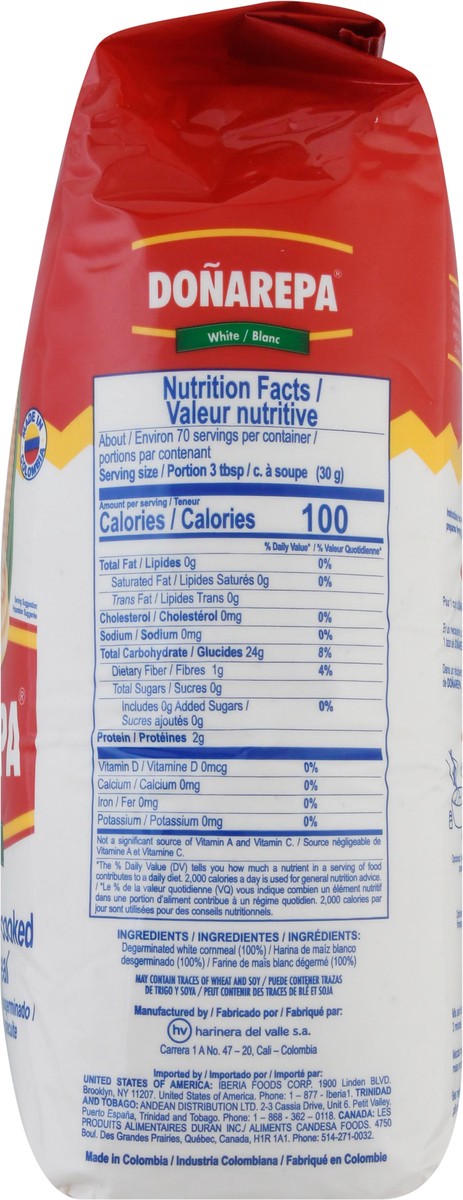 DOÑAREPA®
White / Blanc
MADE IN
COLOMBIA
Nutrition Facts /
Valeur nutritive
About / Environ 70 servings per container /
portions par contenant
Serving size / Portion 3 tbsp / c. à soupe (30 g)
Amount per serving / Teneur
Calories / Calories 100
% Daily Value* / % Valeur Quotidienne*
Total Fat / Lipides 0g 0%
Saturated Fat / Lipides Saturés 0g 0%
Trans Fat / Lipides Trans 0g
Cholesterol / Cholestérol 0mg 0%
Sodium / Sodium 0mg 0%
Total Carbohydrate / Glucides 24g 8%
Dietary Fiber / Fibres 1g 4%
Total Sugars / Sucres 0g
Includes 0g Added Sugars / 0%
Sucres ajoutés 0g
Protein / Protéines 2g
Vitamin D / Vitamine D 0mcg 0%
Calcium / Calcium 0mg 0%
Iron / Fer 0mg 0%
Potassium / Potassium 0mg 0%
Not a significant source of Vitamin A and Vitamin C. / Source négligeable de
Vitamine A et Vitamine C.
*The % Daily Value (DV) tells you how much a nutrient in a serving of food
contributes to a daily diet. 2,000 calories a day is used for general nutrition advice.
/ *Le % de la valeur quotidienne (VQ) vous indique combien un élément nutritif
dans une portion d'aliment contribue à un régime quotidien. 2,000 calories par
jour sont utilisées pour des conseils nutritionnels.
INGREDIENTS / INGREDIENTES / INGRÉDIENTS:
Degerminated white cornmeal (100%) / Harina de maíz blanco
desgerminado (100%) / Farine de maïs blanc dégermé (100%)
MAY CONTAIN TRACES OF WHEAT AND SOY / PUEDE CONTENER TRAZAS
DE TRIGO Y SOYA / PEUT CONTENIR DES TRACES DE BLÉ ET SOJA
Manufactured by / Fabricado por / Fabriqué par:
hv harinera del valle s.a.
Carrera 1 A No. 47 – 20, Cali – Colombia
Imported by / Importado por / Importé par:
UNITED STATES OF AMERICA: IBERIA FOODS CORP. 1900 Linden BLVD.
Brooklyn, NY 11207. United States of America. Phone: 1 – 877 - Iberia1. TRINIDAD
AND TOBAGO: ANDEAN DISTRIBUTION LTD. 2-3 Cassia Drive, Unit 6. Petit Valley.
Puerto España, Trinidad and Tobago. Phone: 1 – 868 - 362 – 0118. CANADA: LES
PRODUITS ALIMENTAIRES DURAN INC./ ALIMENTS CANDESA FOODS. 4750
Boul. Des Grandes Prairies, Québec, Canada, H1R 1A1. Phone: 514-271-0032.
Made in Colombia / Industria Colombiana / Fabriqué en Colombie